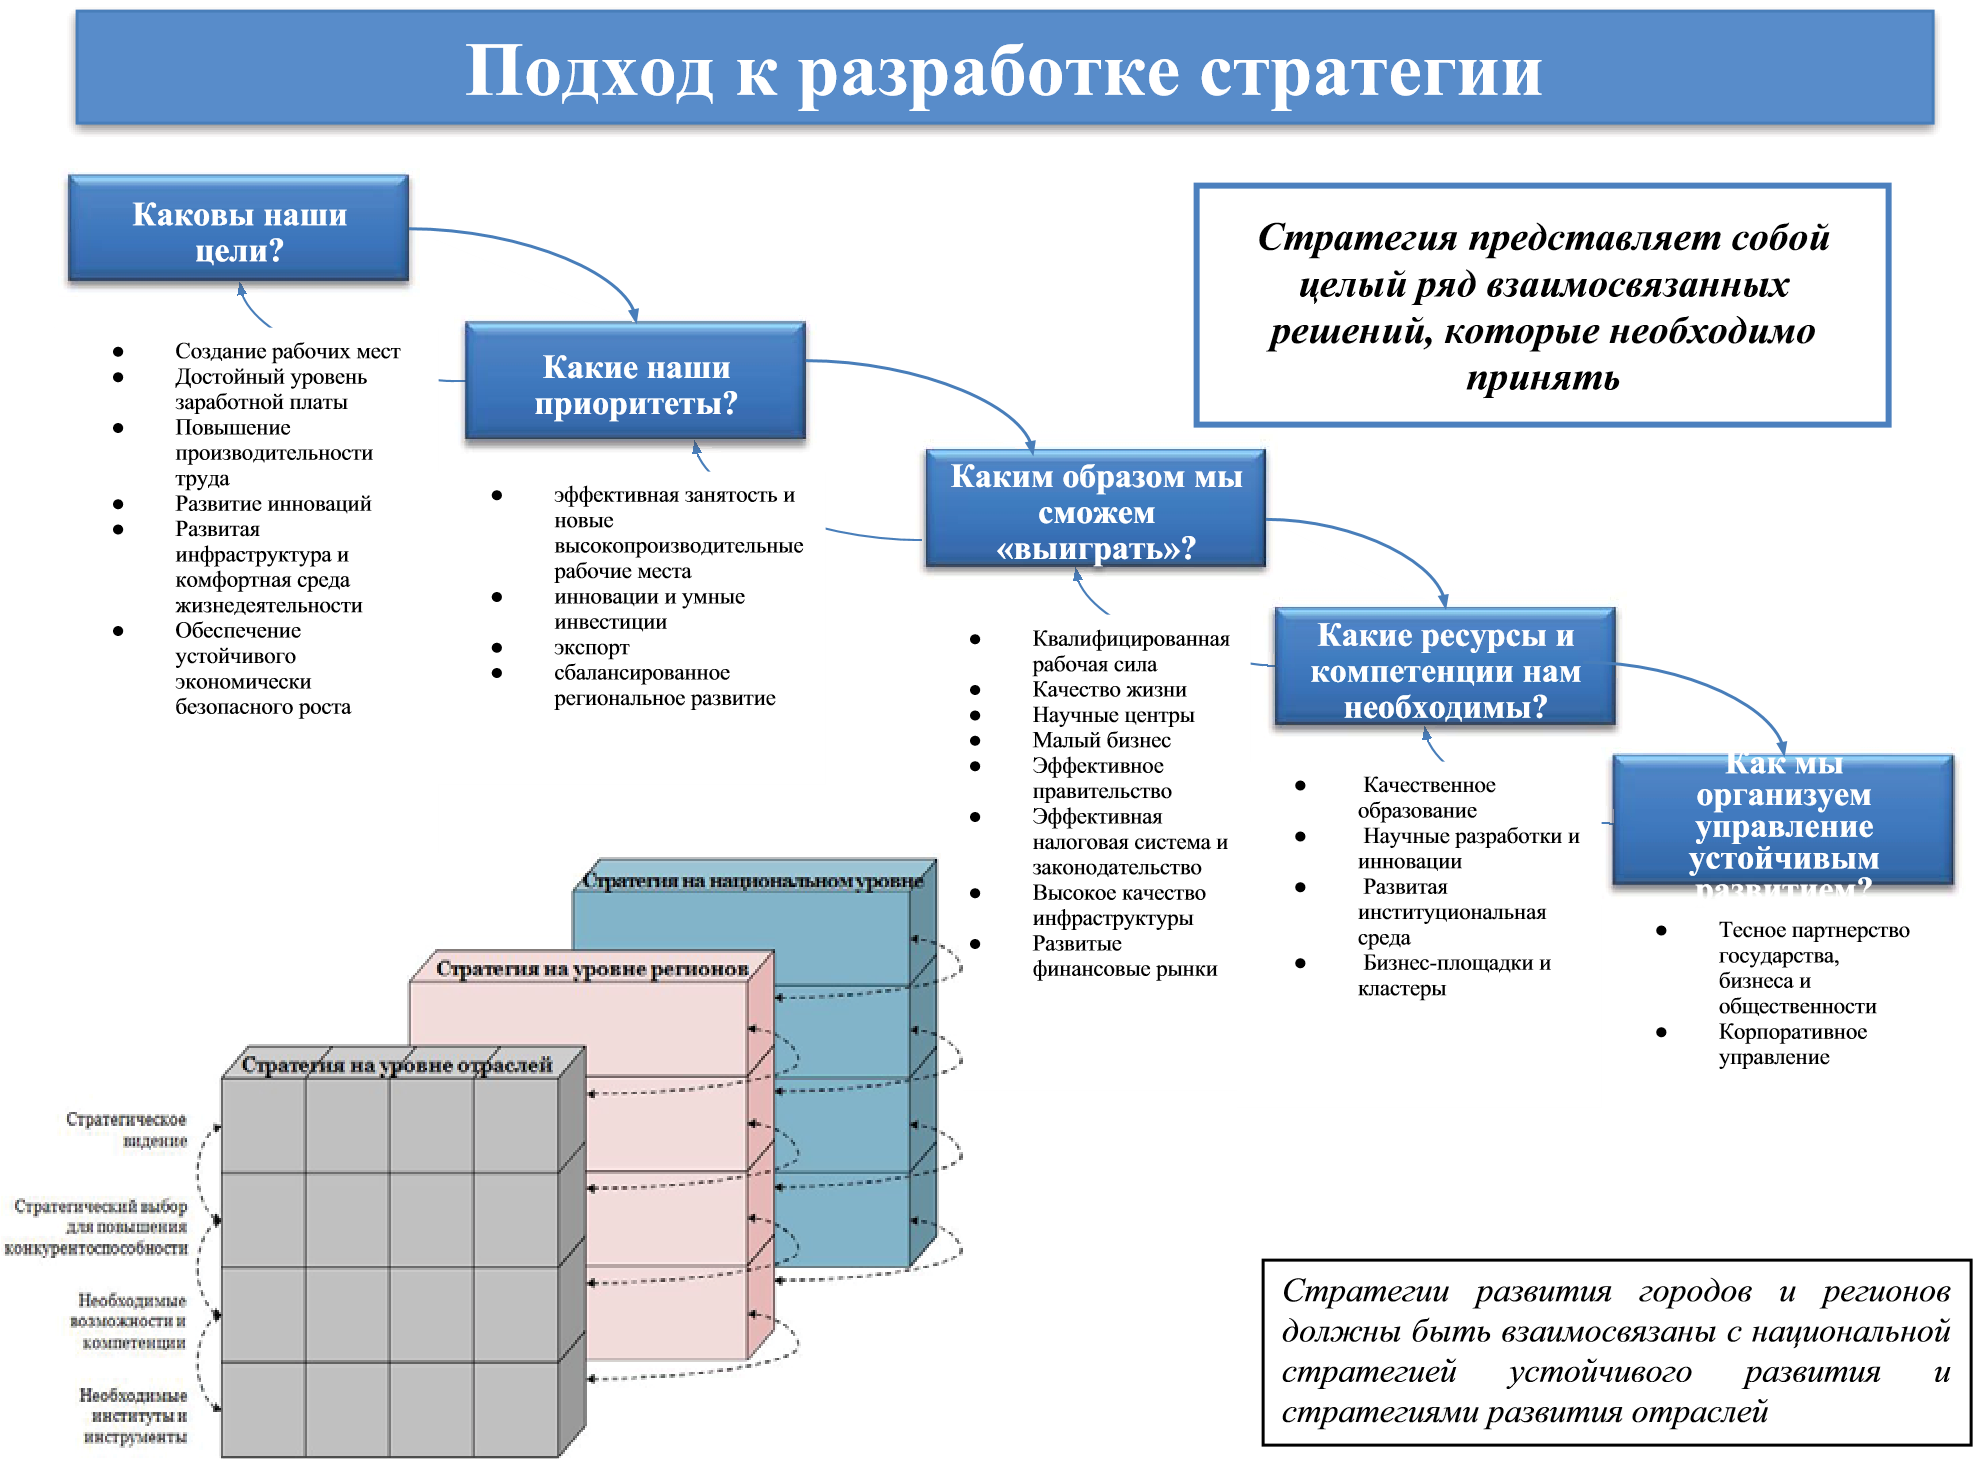 Подход к разработке стратегии
Каковы наши
цели?
Стратегия представляет собой
целый ряд взаимосвязанных
решений, которые необходимо
принять
● Создание рабочих мест
● Достойный уровень
заработной платы
● Повышение
производительности
труда
● Развитие инноваций
● Развитая
инфраструктура и
комфортная среда
жизнедеятельности
● Обеспечение
устойчивого
экономически
безопасного роста
Какие наши
приоритеты?
● эффективная занятость и
новые
высокопроизводительные
рабочие места
● инновации и умные
инвестиции
● экспорт
● сбалансированное
региональное развитие
Каким образом мы
сможем
«выиграть»?
● Квалифицированная
рабочая сила
● Качество жизни
● Научные центры
● Малый бизнес
● Эффективное
правительство
● Эффективная
налоговая система и
законодательство
● Высокое качество
инфраструктуры
● Развитые
финансовые рынки
Какие ресурсы и
компетенции нам
необходимы?
● Качественное
образование
● Научные разработки и
инновации
● Развитая
институциональная
среда
● Бизнес-площадки и
кластеры
Как мы
организуем
управление
устойчивым
развитием?
● Тесное партнерство
государства,
бизнеса и
общественности
● Корпоративное
управление
Стратегия на национальном уровне
Стратегия на уровне регионов
Стратегия на уровне отраслей
Стратегическое
видение
Стратегический выбор
для повышения
конкурентоспособности
Необходимые
возможности и
компетенции
Необходимые
институты и
инструменты
Стратегии развития городов и регионов
должны быть взаимосвязаны с национальной
стратегией устойчивого развития и
стратегиями развития отраслей